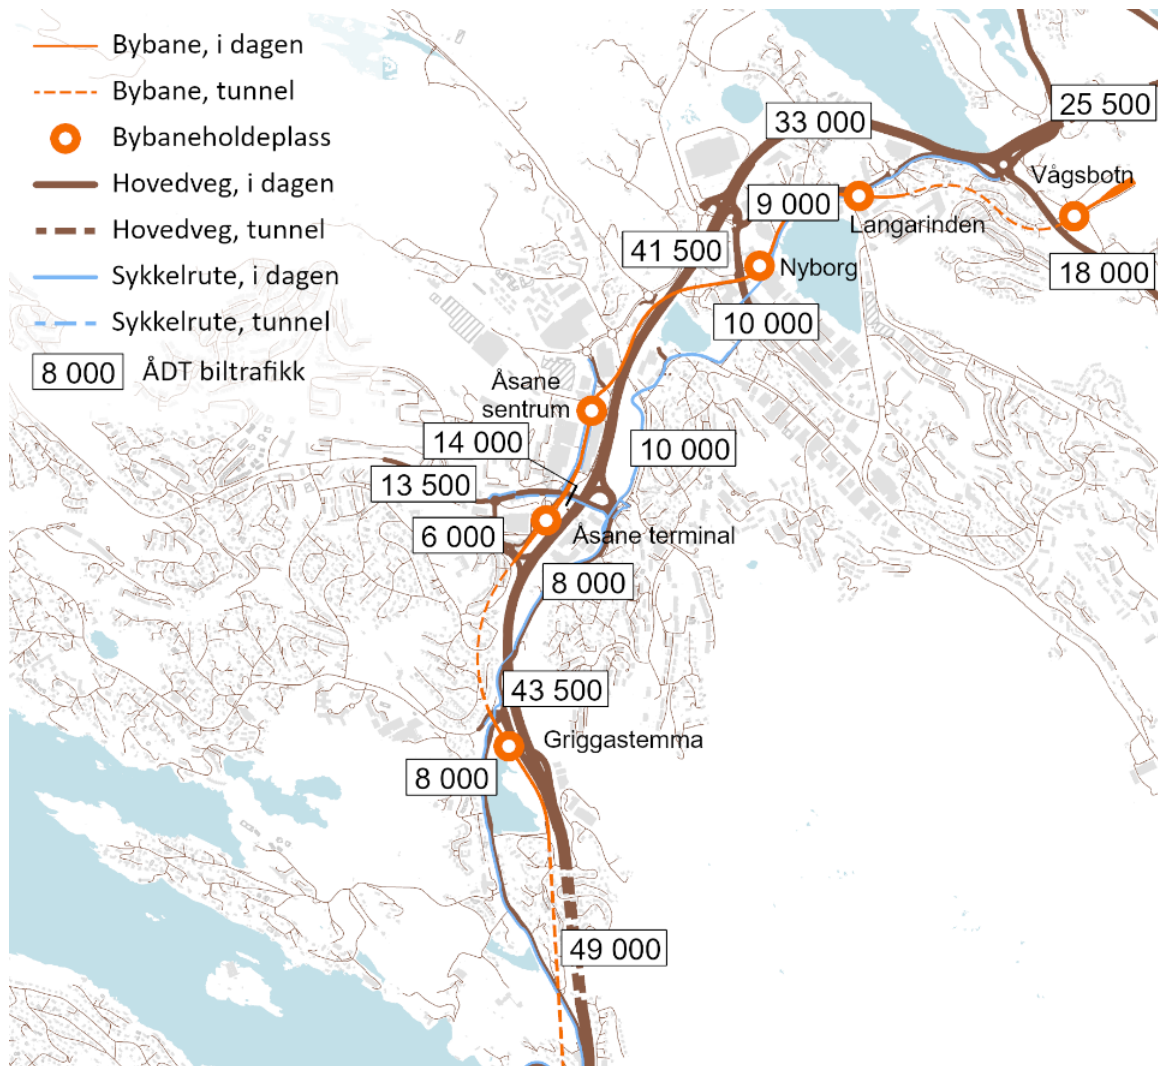 Bybane, i dagen
Bybane, tunnel
Bybaneholdeplass
Hovedveg, i dagen
Hovedveg, tunnel
Sykkelrute, i dagen
Sykkelrute, tunnel
8 000 ÅDT biltrafikk
25 500
33 000
Vågsbotn
9 000
Langarinden
41 500
Nyborg
18 000
10 000
Åsane
sentrum
14 000
10 000
13 500
6 000
Åsane terminal
8 000
43 500
Griggastemma
8 000
49 000